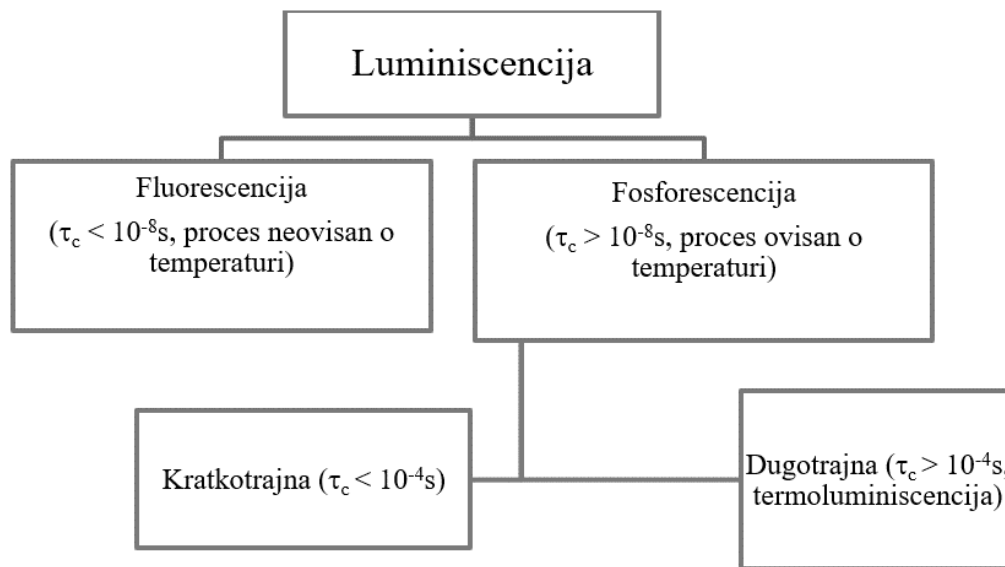 Luminiscencija
Fluorescencija
(τc < 10-8s, proces neovisan o
temperaturi)
Fosforescencija
(τc > 10-8s, proces ovisan o
temperaturi)
Kratkotrajna (τc < 10-4s)
Dugotrajna (τc > 10-4s,
termoluminiscencija)